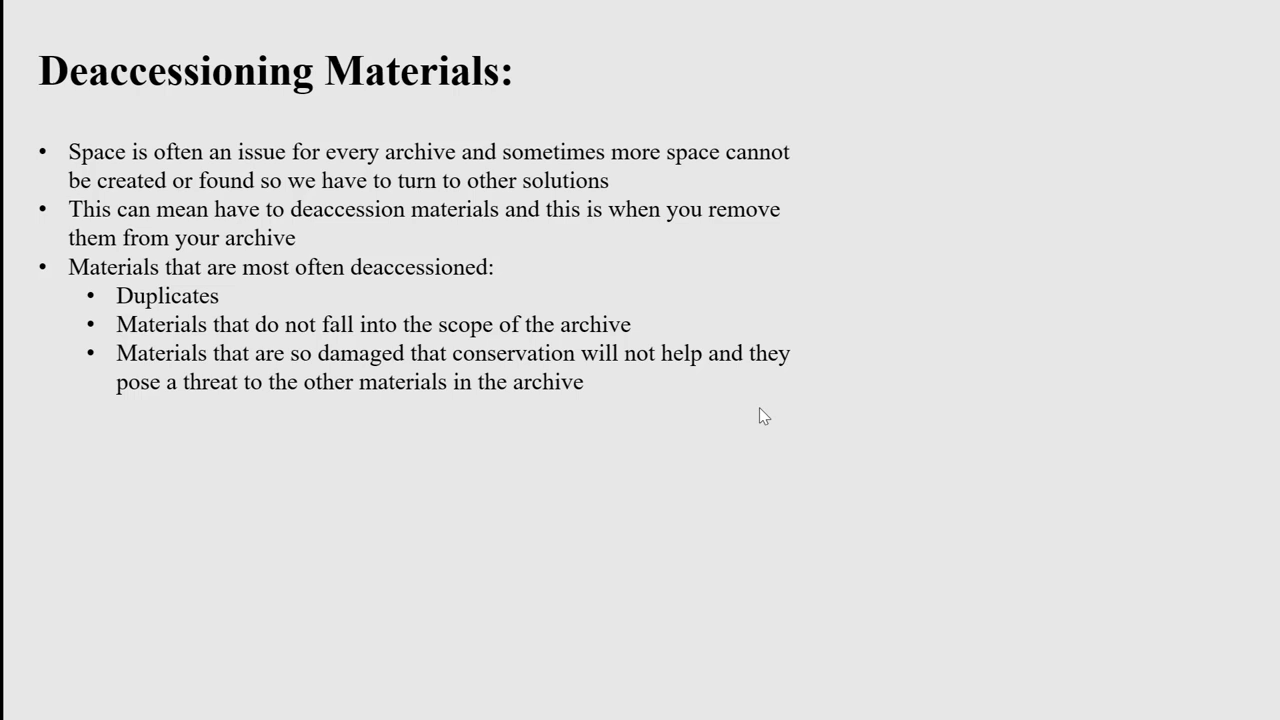 Deaccessioning Materials:
• Space is often an issue for every archive and sometimes more space cannot
be created or found so we have to turn to other solutions
• This can mean have to deaccession materials and this is when you remove
them from your archive
• Materials that are most often deaccessioned:
• Duplicates
• Materials that do not fall into the scope of the archive
• Materials that are so damaged that conservation will not help and they
pose a threat to the other materials in the archive